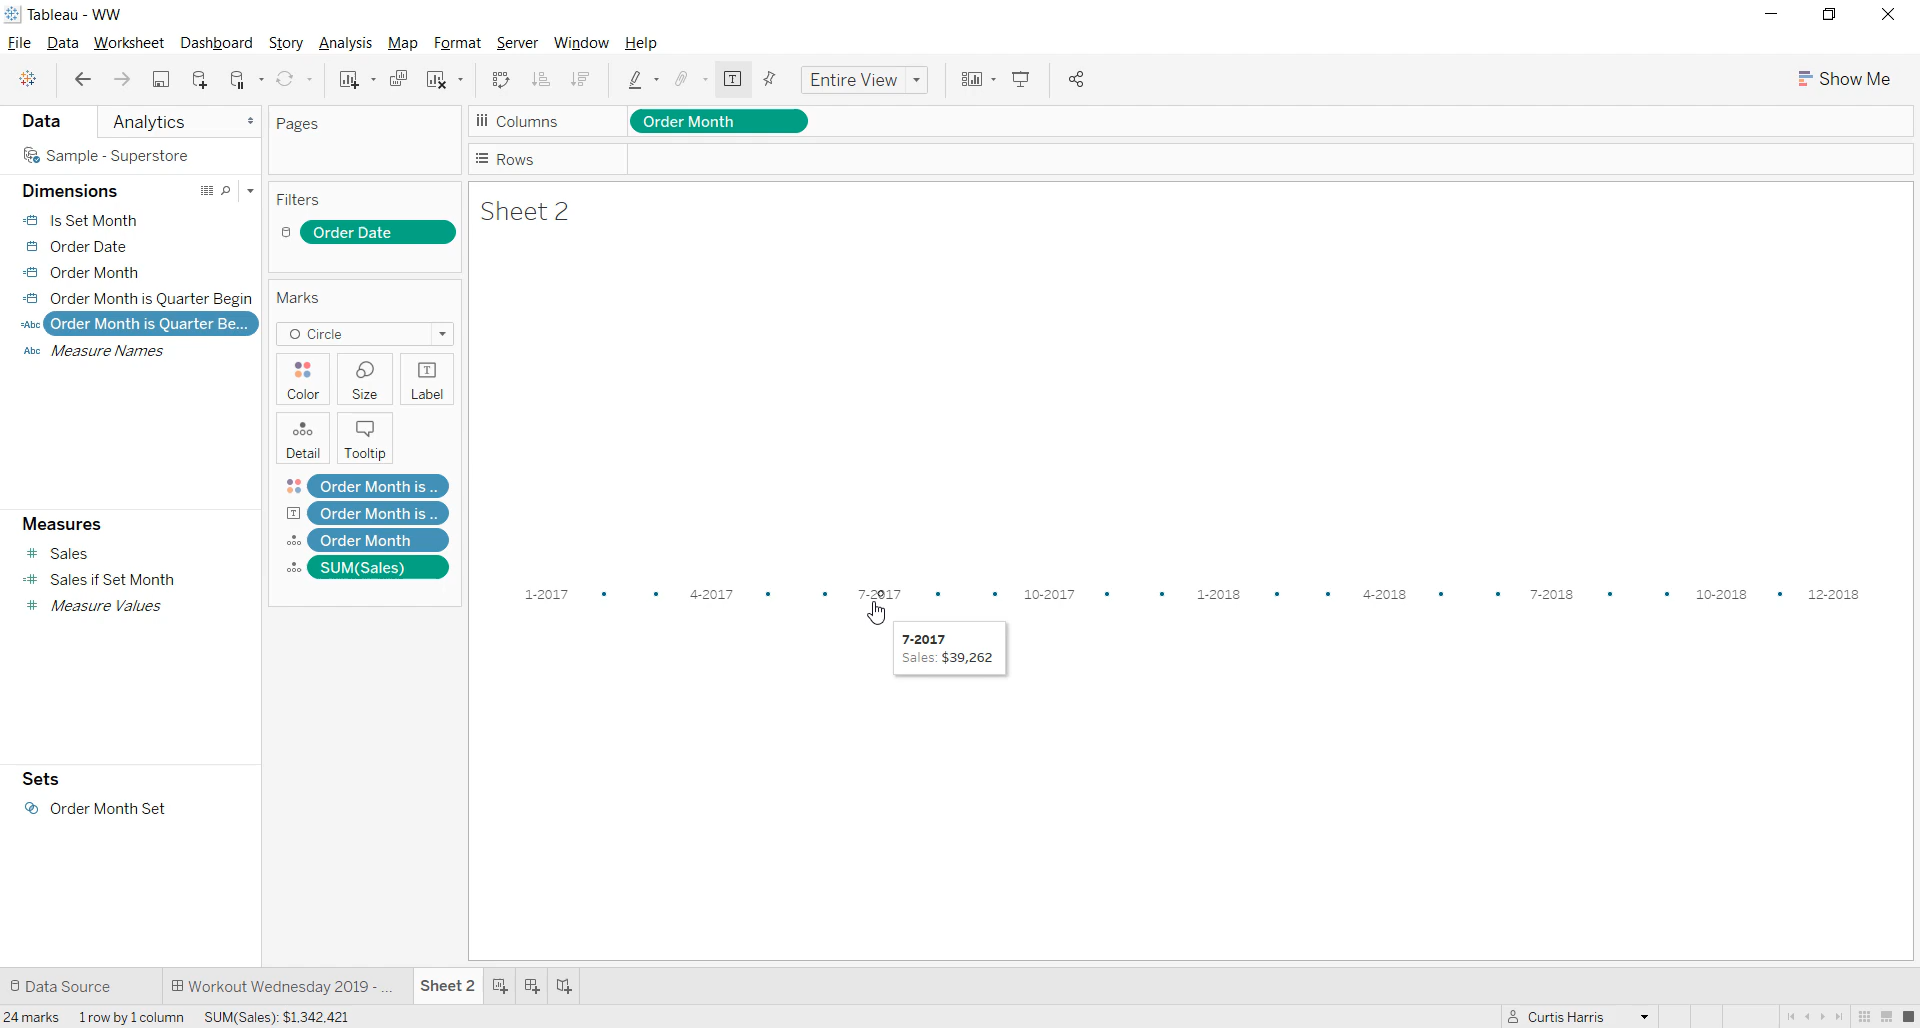 Tableau - WW
File Data Worksheet Dashboard Story Analysis Map Format Server Window Help
Entire View
Show Me
Data Analytics
Sample - Superstore
Dimensions
Is Set Month
Order Date
Order Month
Order Month is Quarter Begin
=Abc Order Month is Quarter Be...
Abc Measure Names
Measures
# Sales
=# Sales if Set Month
# Measure Values
Sets
Order Month Set
Pages
Filters
Order Date
Marks
Circle
Color Size Label
Detail Tooltip
Order Month is ..
Order Month is ..
Order Month
SUM(Sales)
Columns Order Month
Rows
Sheet 2
1-2017 4-2017 7-2017 10-2017 1-2018 4-2018 7-2018 10-2018 12-2018
7-2017
Sales: $39,262
Data Source Workout Wednesday 2019 - ... Sheet 2
24 marks 1 row by 1 column SUM(Sales): $1,342,421 Curtis Harris